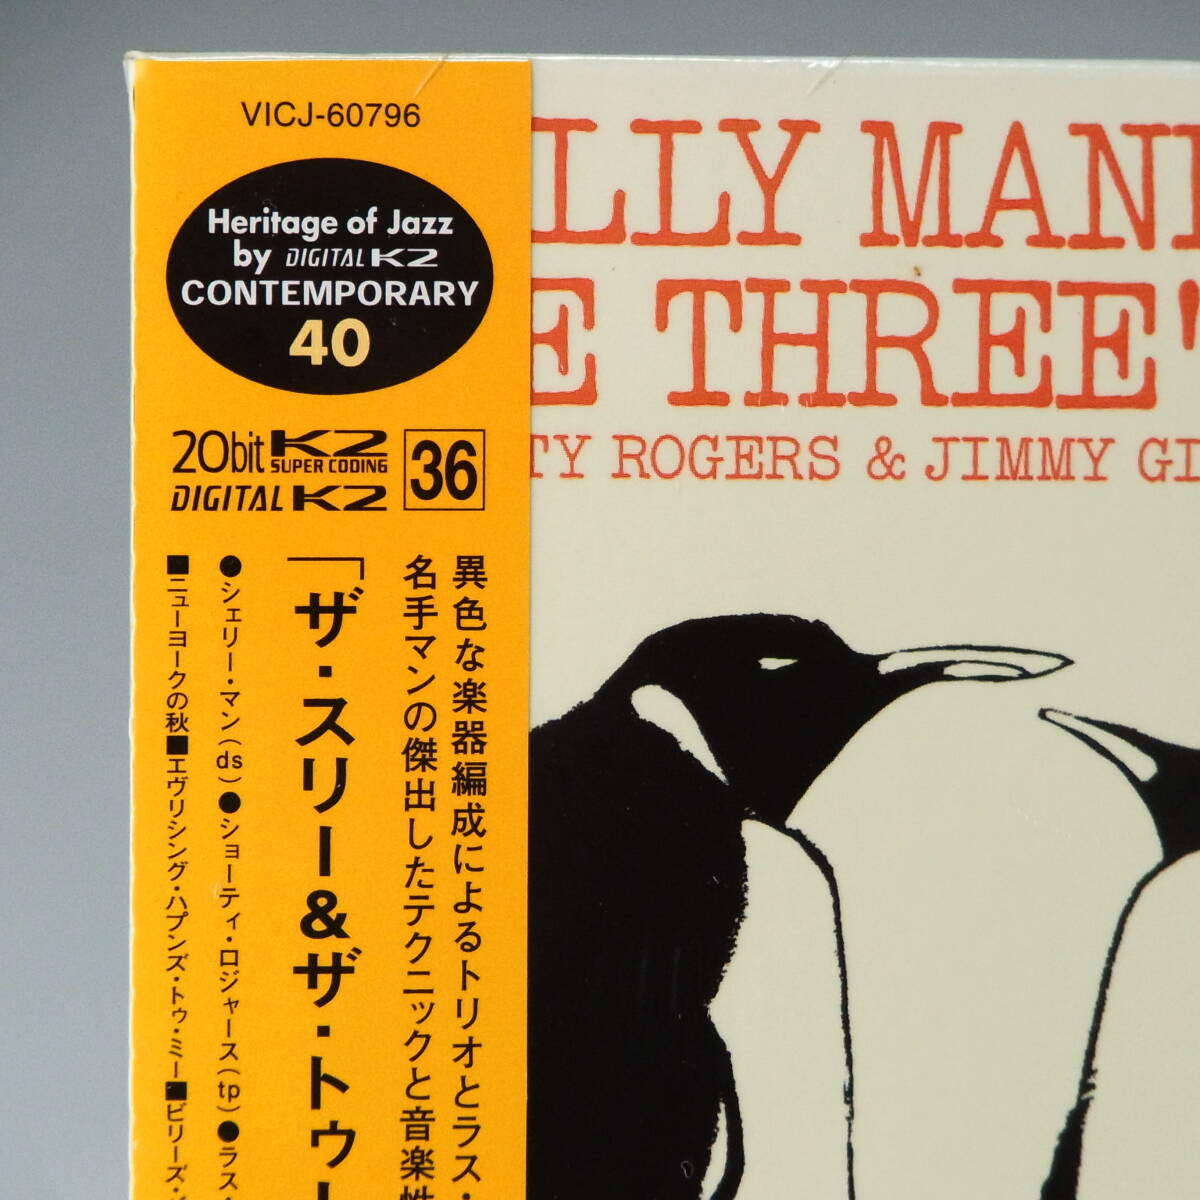 VICJ-60796
Heritage of Jazz
by DIGITAL K2
CONTEMPORARY
40
20bit K2
SUPER CODING
DIGITAL K2
36
異色な楽器編成によるトリオとラス・
名手マンの傑出したテクニックと音楽性
「ザ・スリー&ザ・トゥー
●シェリー・マン(ds)●ショーティ・ロジャース(tp)●ラス・
■ニューヨークの秋■エヴリシング・ハプンズ・トゥ・ミー■ビリーズ・
LLY MAN
E THREE"
TY ROGERS & JIMMY GI